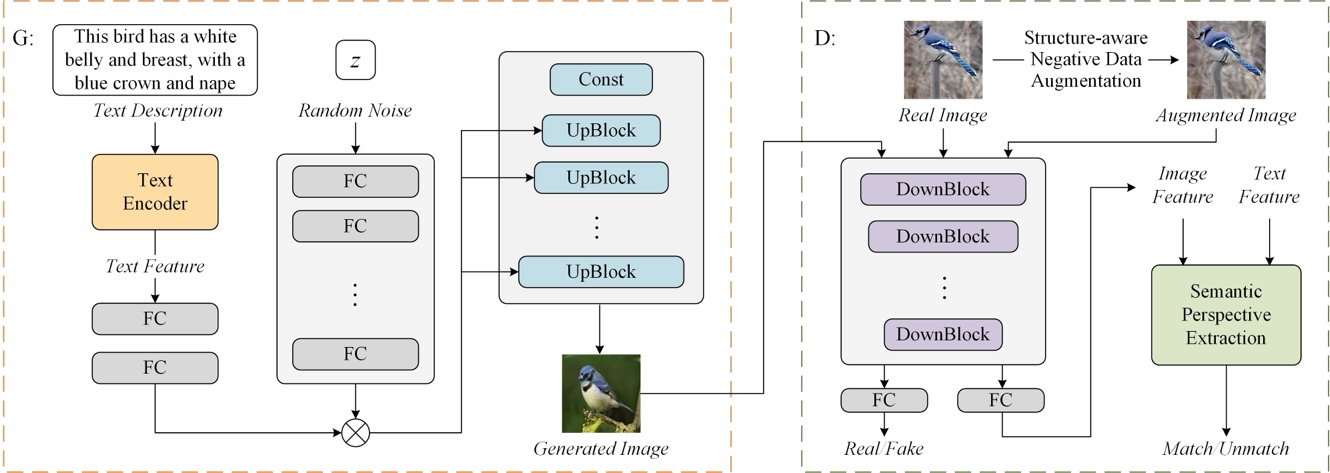 G:
This bird has a white
belly and breast, with a
blue crown and nape
Text Description
Text
Encoder
Text Feature
FC
FC
z
Random Noise
FC
FC
⋮
FC
Const
UpBlock
UpBlock
⋮
UpBlock
Generated Image
D:
Real Image
Structure-aware
Negative Data
Augmentation
Augmented Image
DownBlock
DownBlock
⋮
DownBlock
FC
FC
Real/Fake
Image
Feature
Text
Feature
Semantic
Perspective
Extraction
Match/Unmatch